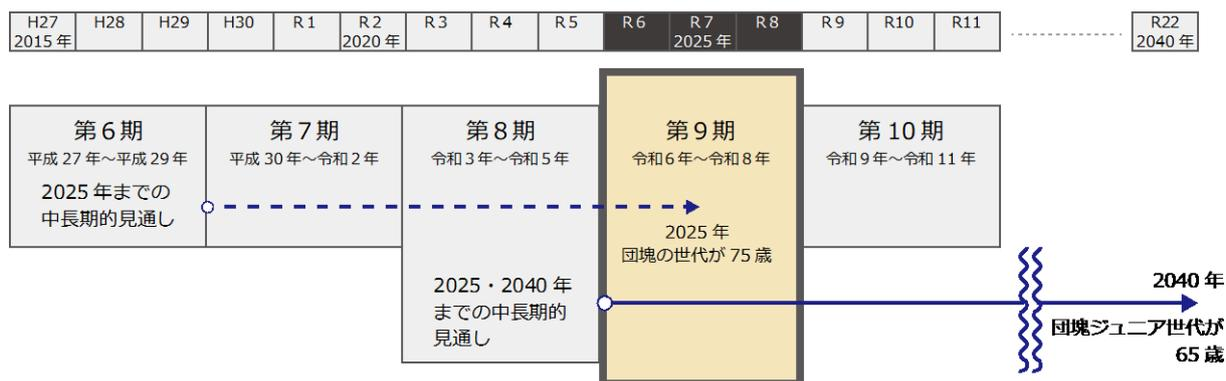 H27 H28 H29 H30 R1 R2 R3 R4 R5 R6 R7 R8 R9 R10 R11 R22
2015年 2020年 2025年 2040年
第6期
平成27年～平成29年
2025年までの
中長期的見通し
第7期
平成30年～令和2年
第8期
令和3年～令和5年
2025・2040年
までの中長期的
見通し
第9期
令和6年～令和8年
2025年
団塊の世代が75歳
第10期
令和9年～令和11年
2040年
団塊ジュニア世代が
65歳